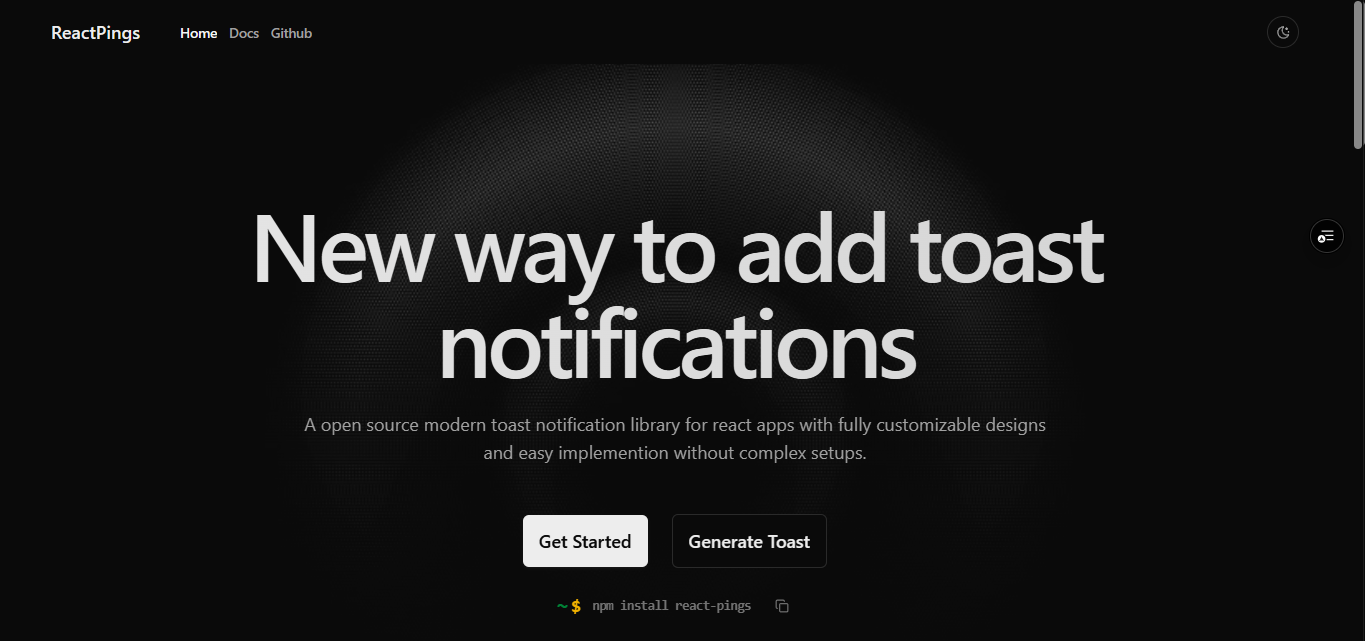 ReactPings Home Docs Github
New way to add toast
notifications
A open source modern toast notification library for react apps with fully customizable designs
and easy implemention without complex setups.
Get Started Generate Toast
~ $ npm install react-pings